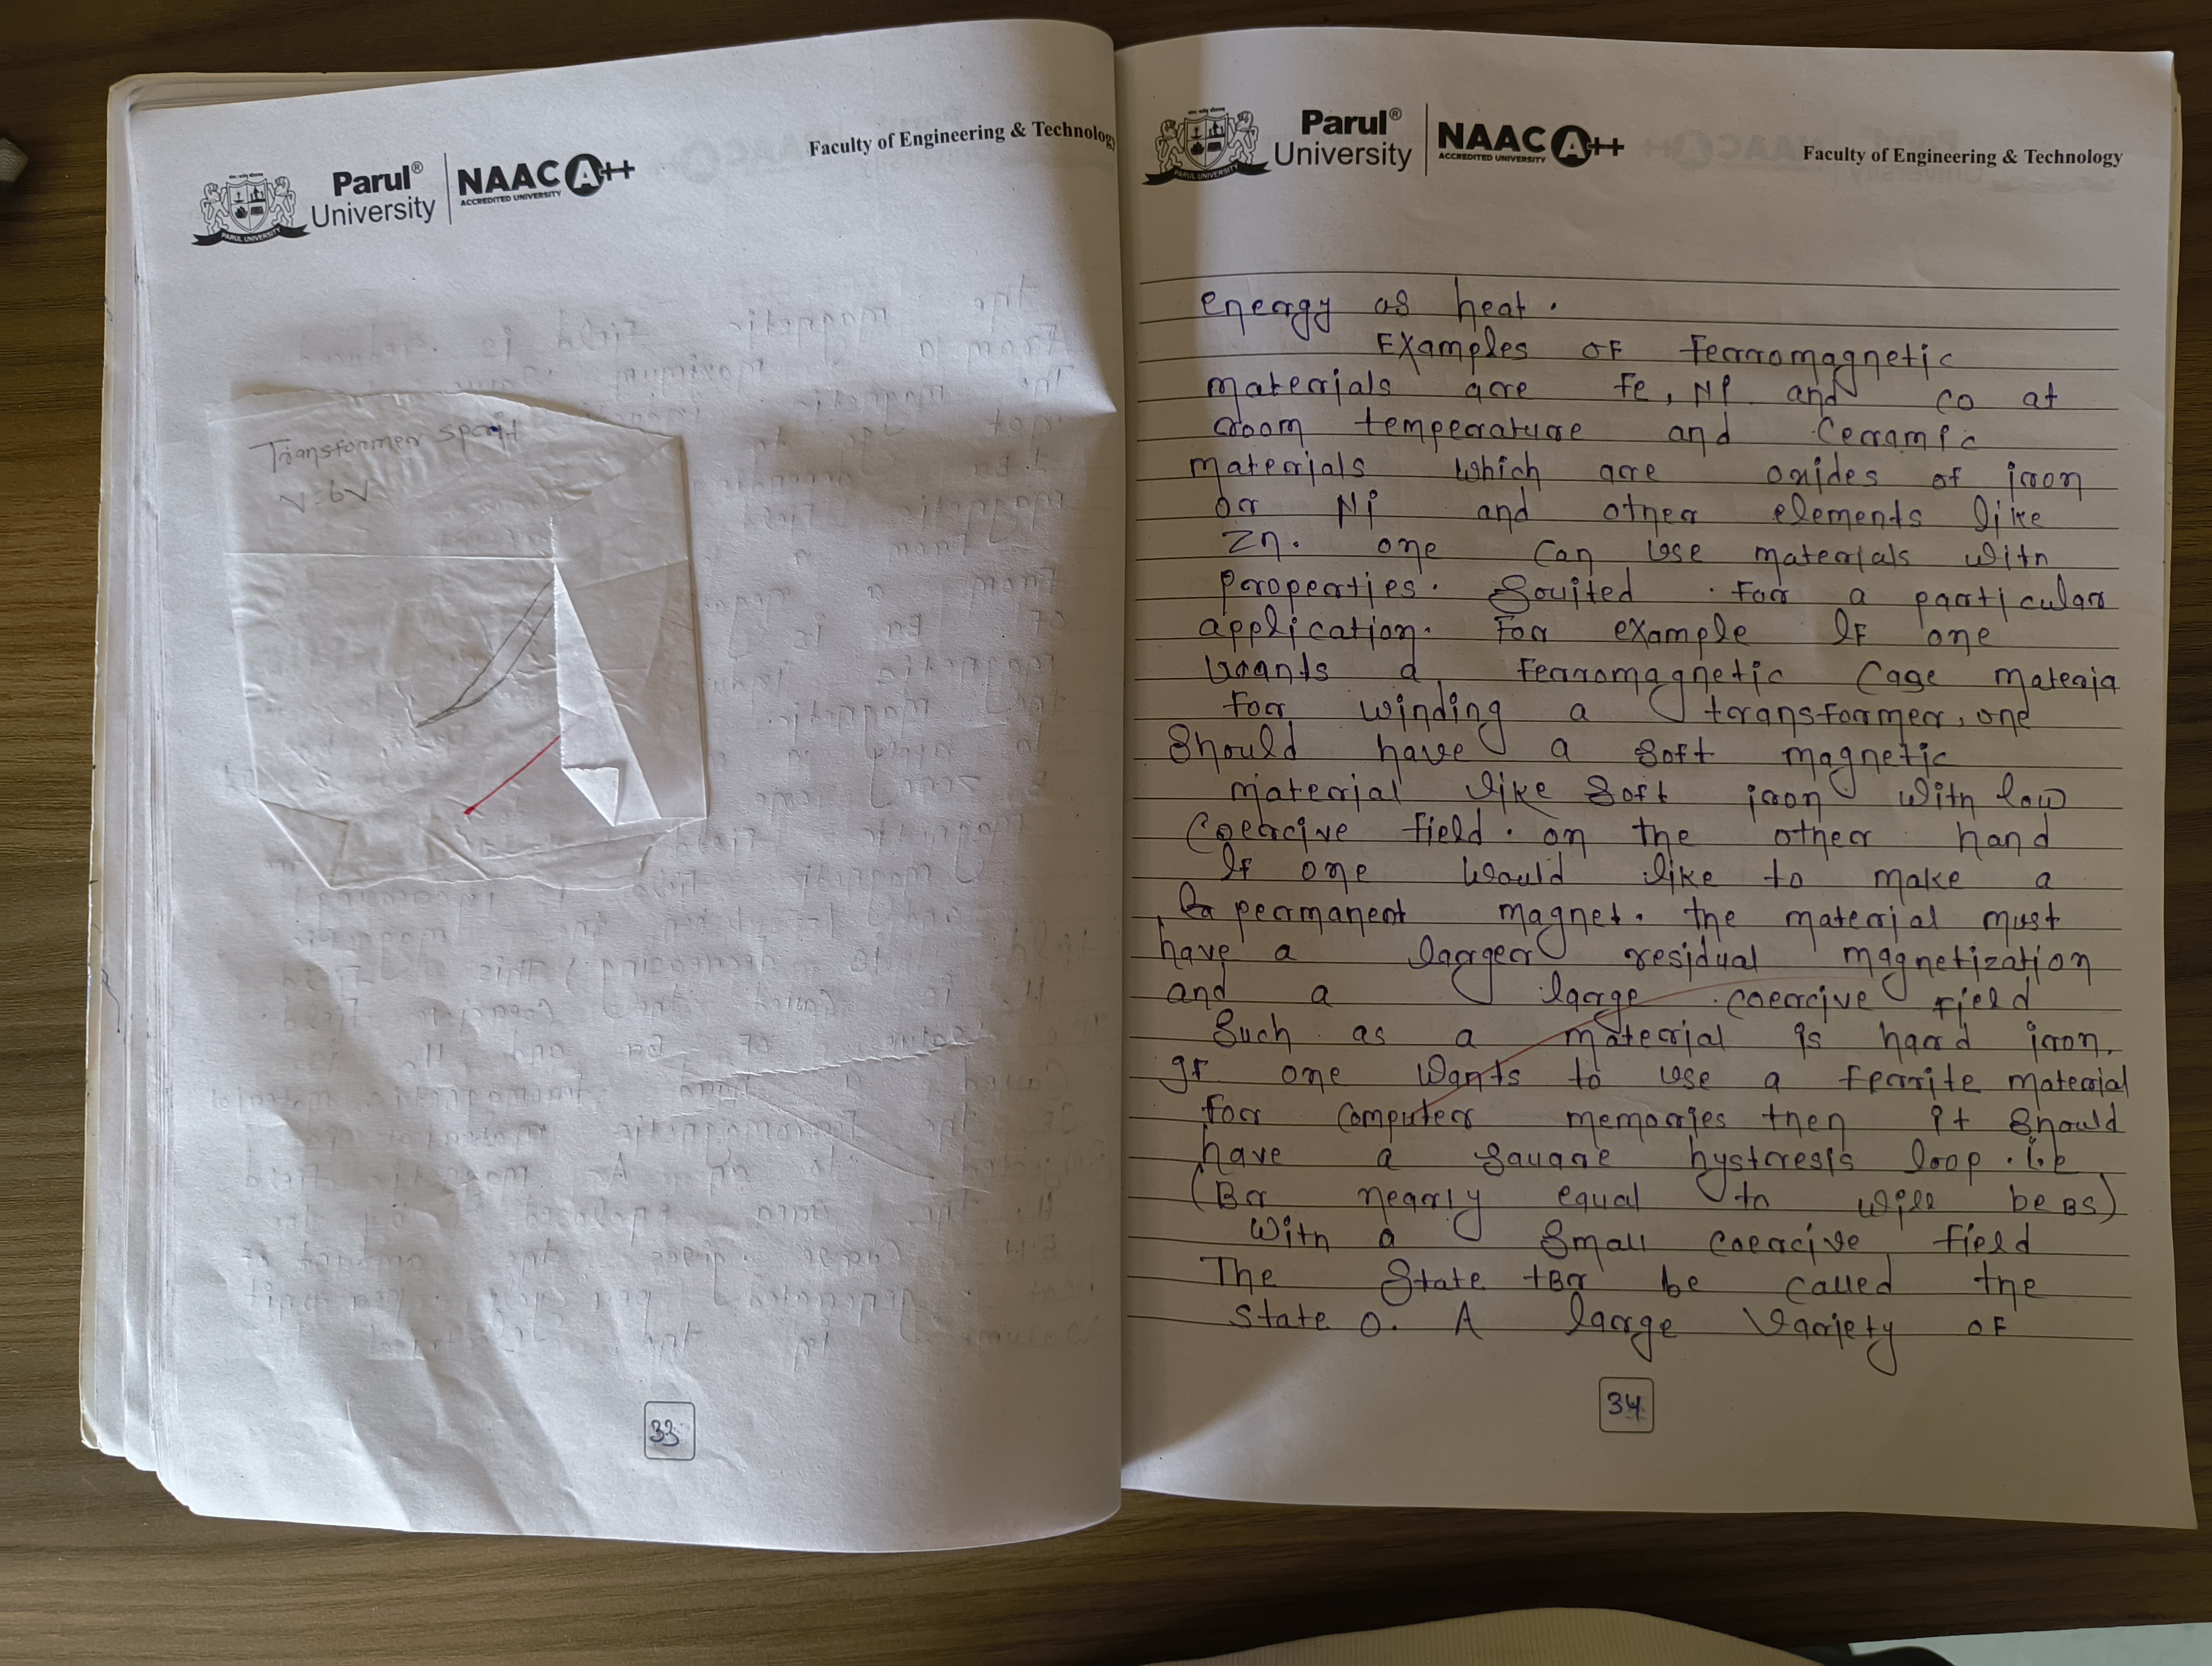 Parul®
University
NAAC A++
ACCREDITED UNIVERSITY
Faculty of Engineering & Technology
PARUL UNIVERSITY
Transformer
V=6V
33
Parul®
University
NAAC A++
ACCREDITED UNIVERSITY
Faculty of Engineering & Technology
PARUL UNIVERSITY
energy as heat.
Examples of ferromagnetic
materials are Fe, Ni and Co at
room temperature and Ceramic
materials which are oxides of iron
or Ni and other elements like
Zn. one can use materials with
properties. Souited for a particular
application. For example If one
wants a ferromagnetic Cage materia
for winding a transformer, one
Should have a soft magnetic
material like soft iron with low
Coercive field. on the other hand
If one would like to make a
permanent magnet. the material must
have a larger residual magnetization
and a large coercive field
Such as a material is hard iron.
If one wants to use a ferrite material
for computer memories then it should
have a sauare hysteresis loop. i.e
(Br nearly equal to will be BS)
With a small coercive field
The State +Br be called the
state 0. A large variety of
34